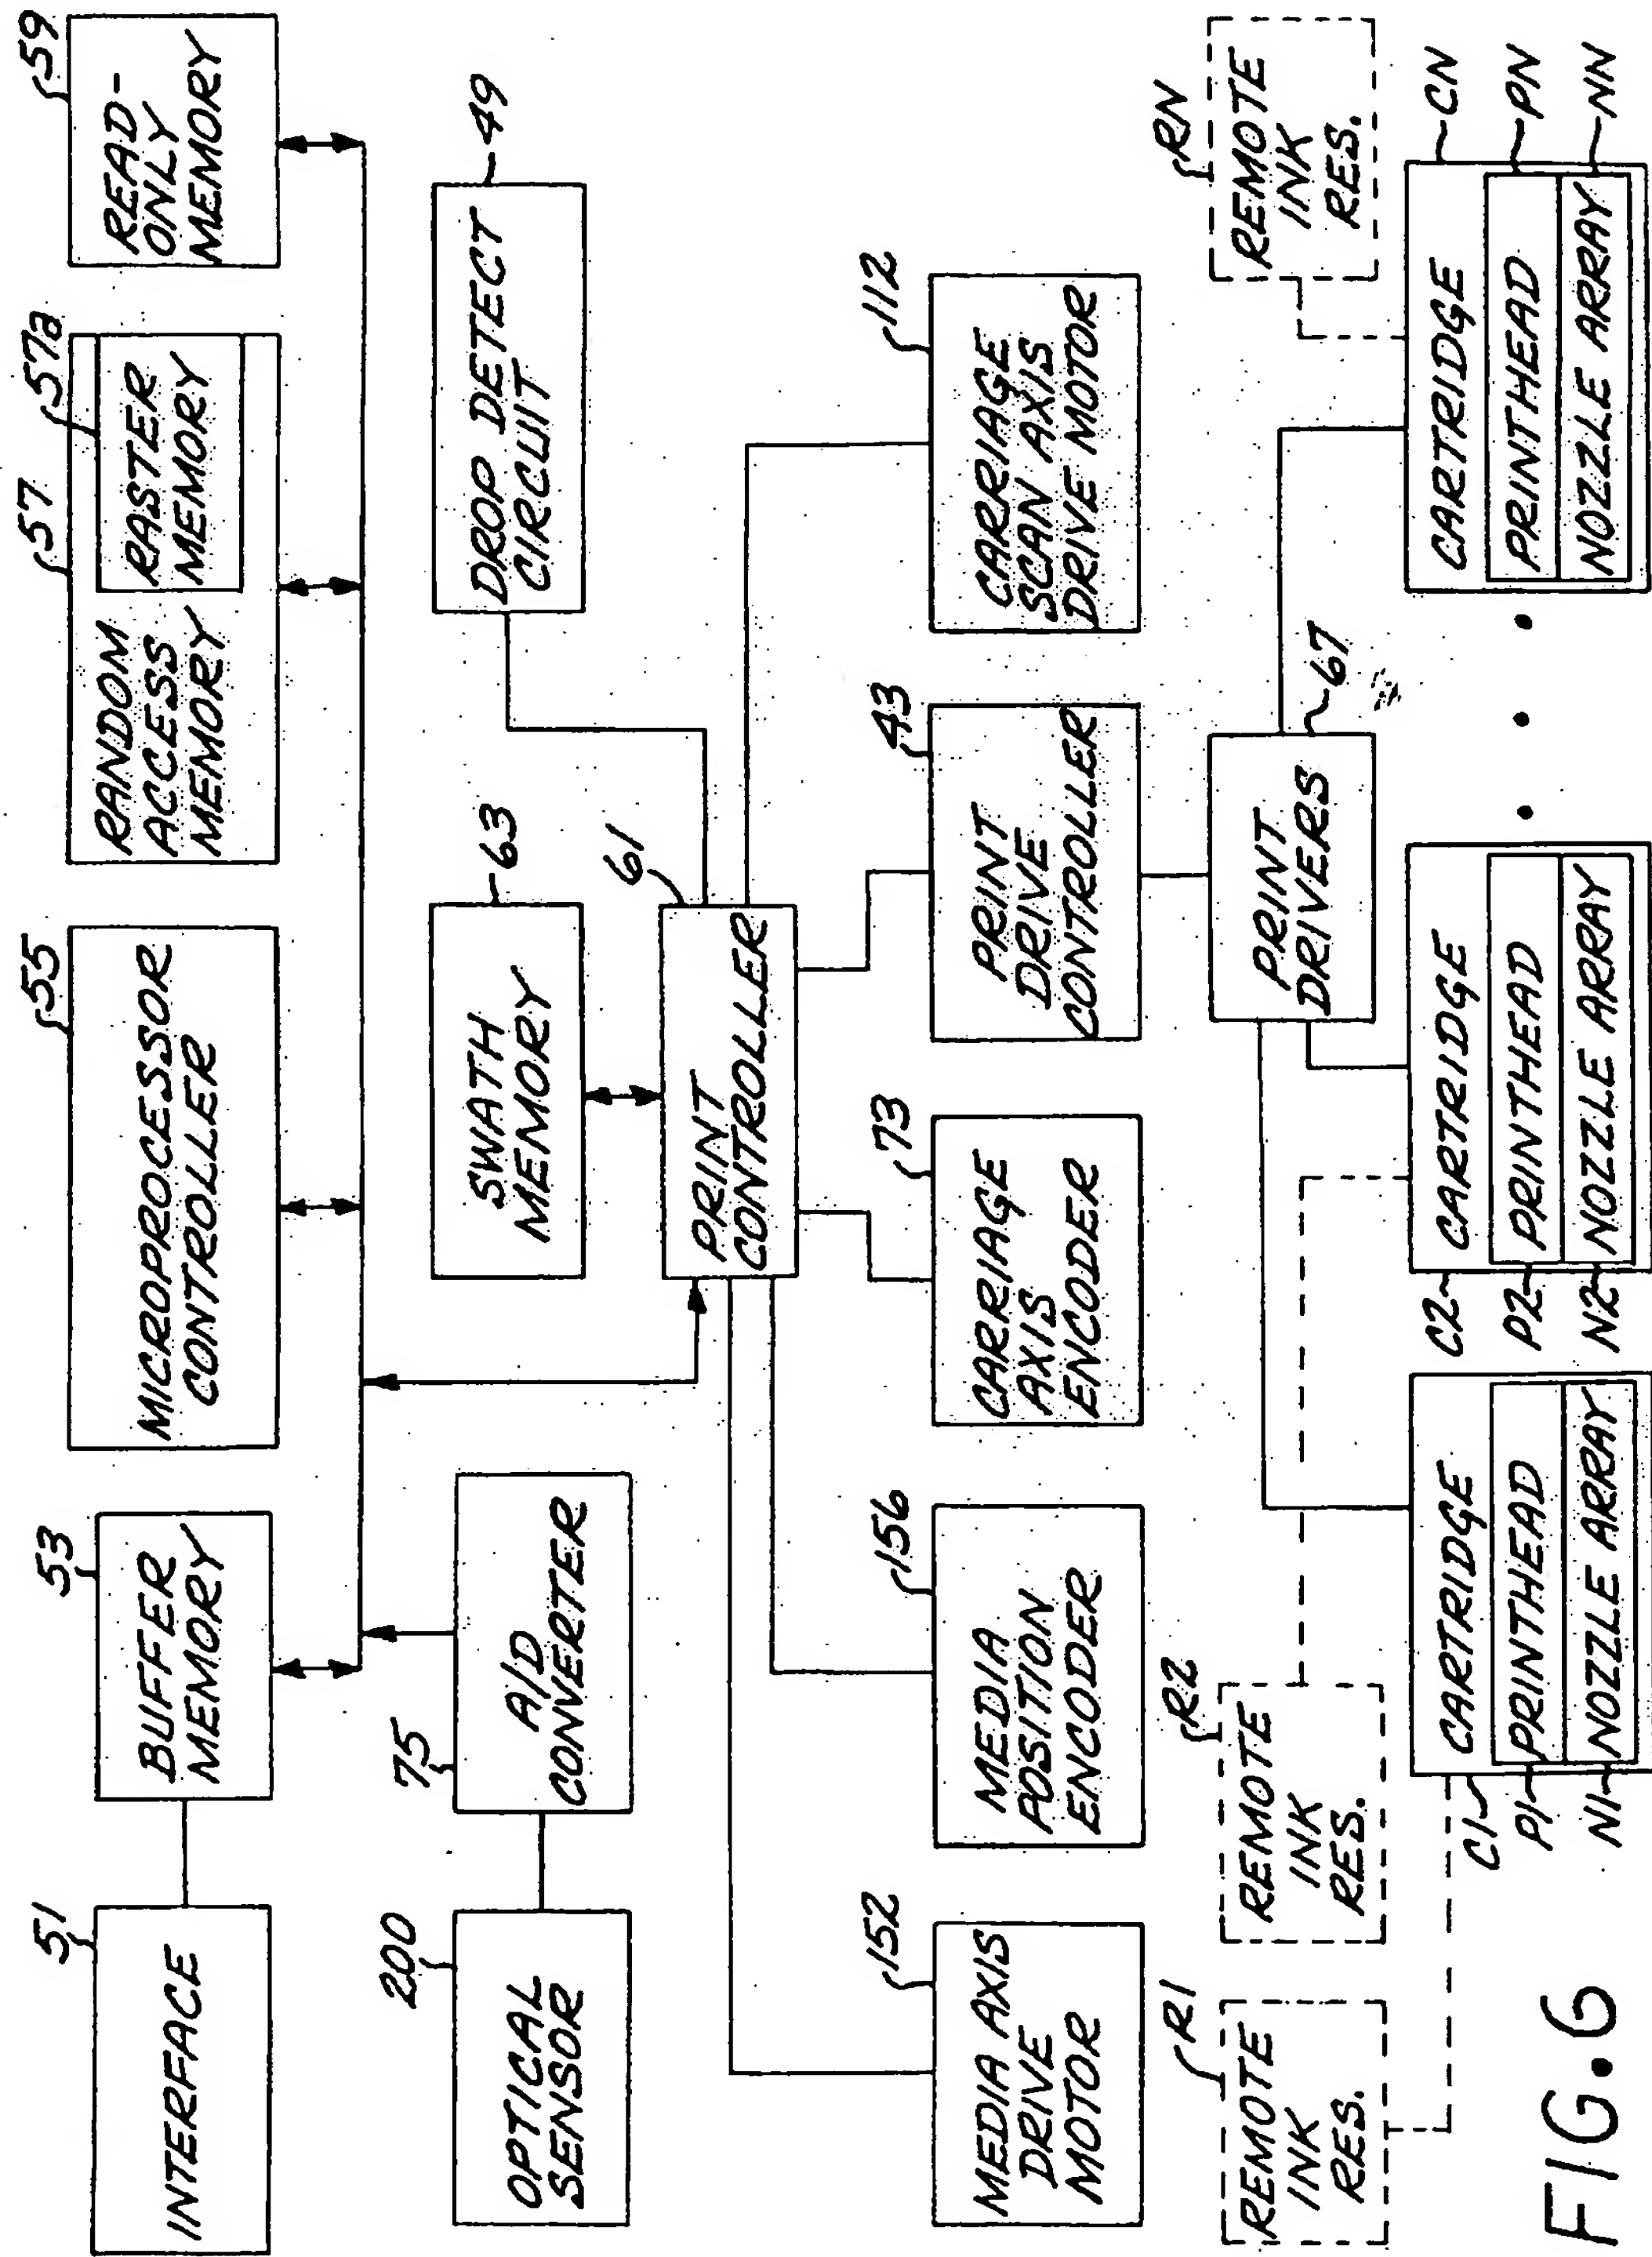 51
INTERFACE
53
BUFFER
MEMORY
55
MICROPROCESSOR
CONTROLLER
57
57a
RANDOM
ACCESS
MEMORY
RASTER
MEMORY
59
READ-
ONLY
MEMORY
200
OPTICAL
SENSOR
75
A/D
CONVERTER
SWATH
MEMORY
63
DROP DETECT
CIRCUIT
49
61
PRINT
CONTROLLER
152
MEDIA AXIS
DRIVE
MOTOR
156
MEDIA
POSITION
ENCODER
73
CARRIAGE
AXIS
ENCODER
43
PRINT
DRIVE
CONTROLLER
112
CARRIAGE
SCAN AXIS
DRIVE MOTOR
R1
REMOTE
INK
RES.
R2
REMOTE
INK
RES.
PRINT
DRIVERS
67
RN
REMOTE
INK
RES.
C1
CARTRIDGE
P1
PRINTHEAD
N1
NOZZLE ARRAY
C2
CARTRIDGE
P2
PRINTHEAD
N2
NOZZLE ARRAY
• • •
CARTRIDGE
CN
PRINTHEAD
PN
NOZZLE ARRAY
NN
FIG.6